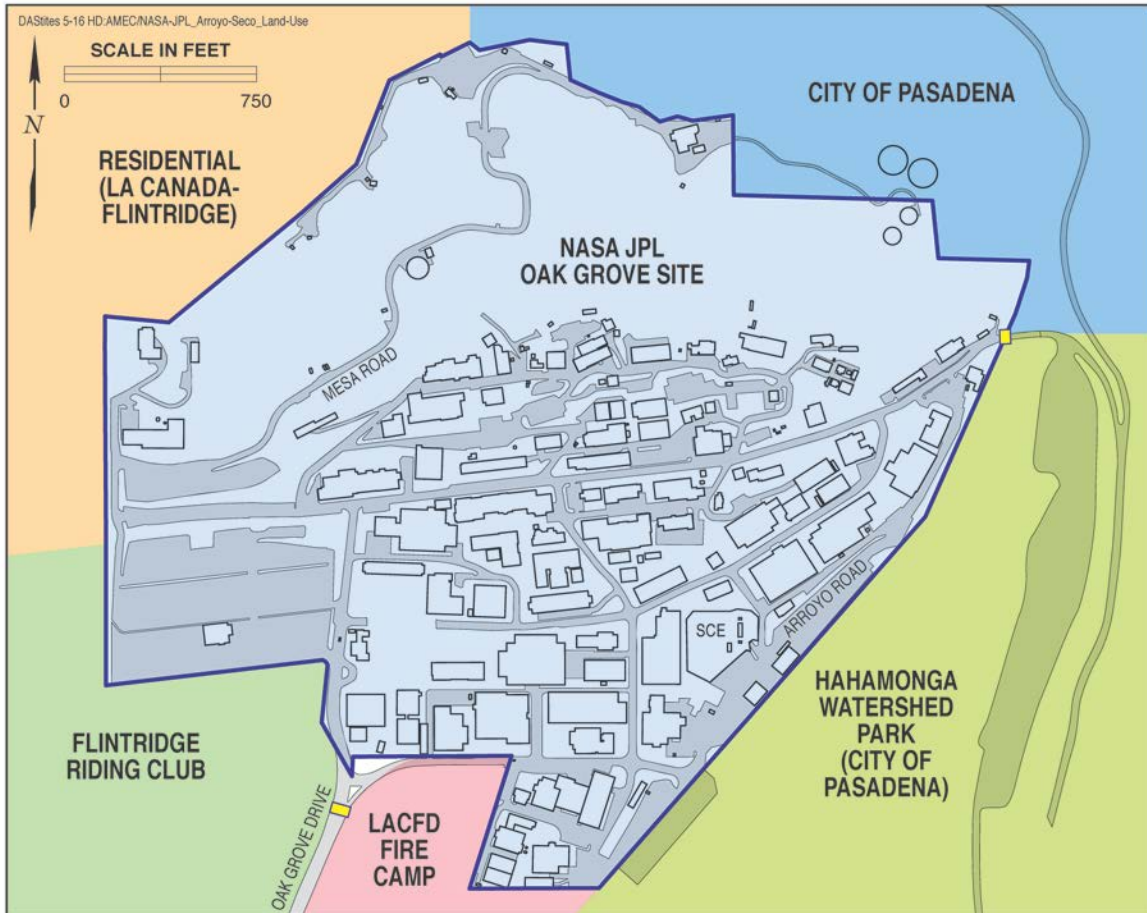 DAStites 5-16 HD:AMEC/NASA-JPL_Arroyo-Seco_Land-Use
SCALE IN FEET
0 750
N
CITY OF PASADENA
RESIDENTIAL
(LA CANADA-
FLINTRIDGE)
NASA JPL
OAK GROVE SITE
MESA ROAD
SCE
ARROYO ROAD
HAHAMONGA
WATERSHED
PARK
(CITY OF
PASADENA)
FLINTRIDGE
RIDING CLUB
OAK GROVE DRIVE
LACFD
FIRE
CAMP